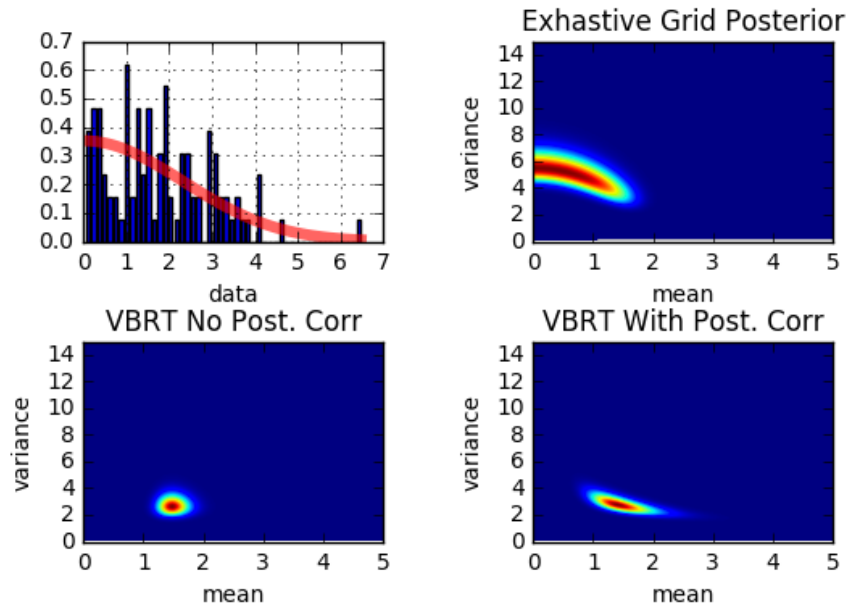 0.7
0.6
0.5
0.4
0.3
0.2
0.1
0.0
0 1 2 3 4 5 6 7
data
Exhastive Grid Posterior
variance
14
12
10
8
6
4
2
0
0 1 2 3 4 5
mean
VBRT No Post. Corr
variance
14
12
10
8
6
4
2
0
0 1 2 3 4 5
mean
VBRT With Post. Corr
variance
14
12
10
8
6
4
2
0
0 1 2 3 4 5
mean